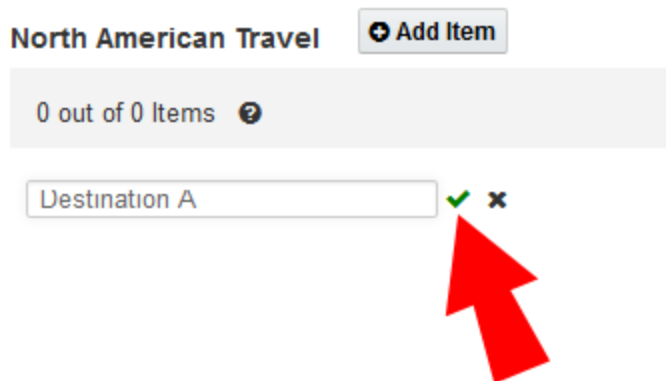 North American Travel Add Item
0 out of 0 Items ?
Destination A